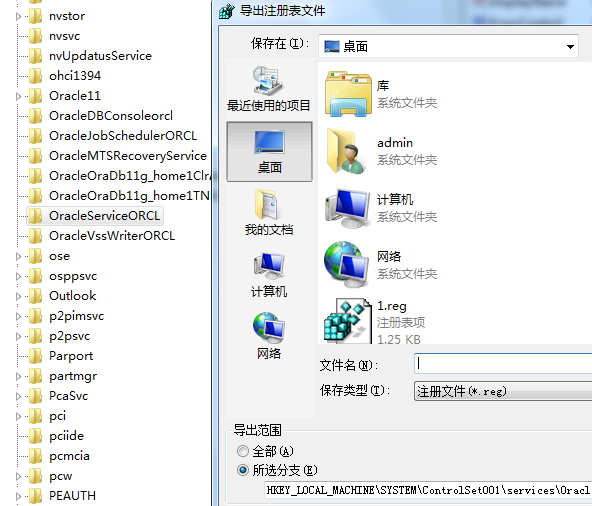 nvstor
nvsvc
nvUpdatusService
ohci1394
Oracle11
OracleDBConsoleorcl
OracleJobSchedulerORCL
OracleMTSRecoveryService
OracleOraDb11g_home1ClrA
OracleOraDb11g_home1TN
OracleServiceORCL
OracleVssWriterORCL
ose
osppsvc
Outlook
p2pimsvc
p2psvc
Parport
partmgr
PcaSvc
pci
pciide
pcmcia
pcw
PEAUTH
导出注册表文件
保存在(I):
桌面
最近使用的项目
桌面
我的文档
计算机
网络
库
系统文件夹
admin
系统文件夹
计算机
系统文件夹
网络
系统文件夹
1.reg
注册表项
1.25 KB
文件名(N):
保存类型(T):
注册文件(*.reg)
导出范围
全部(A)
所选分支(E)
HKEY_LOCAL_MACHINE\SYSTEM\ControlSet001\services\Oracl